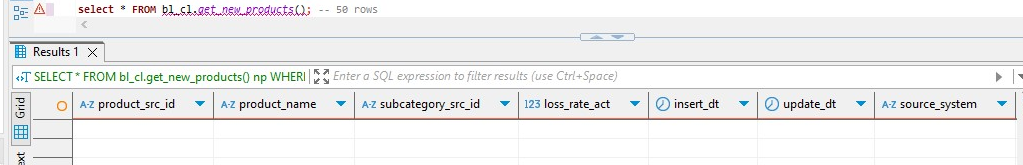 select * FROM bl_cl.get_new_products(); -- 50 rows
Results 1
SELECT * FROM bl_cl.get_new_products() np WHERI
Enter a SQL expression to filter results (use Ctrl+Space)
Grid
A-Z product_src_id A-Z product_name A-Z subcategory_src_id 123 loss_rate_act insert_dt update_dt A-Z source_system